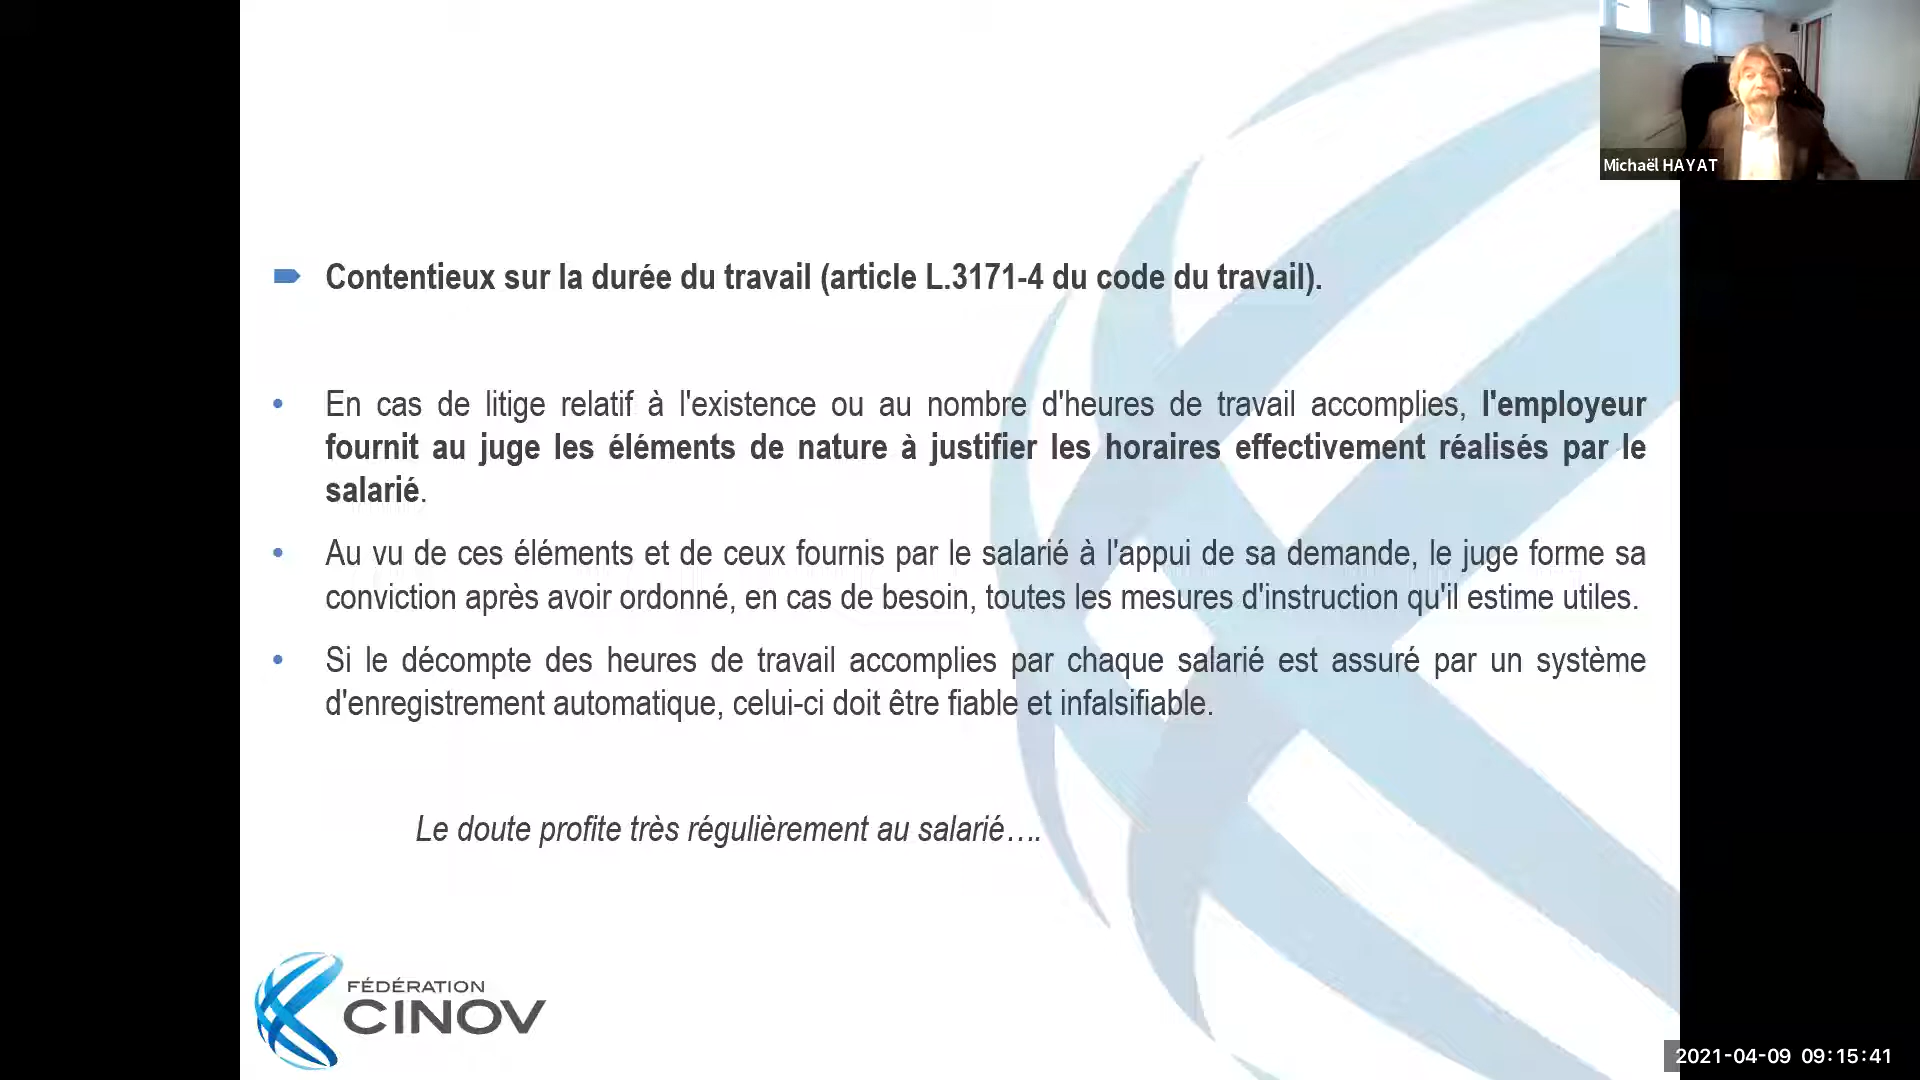 Michaël HAYAT
Contentieux sur la durée du travail (article L.3171-4 du code du travail).
En cas de litige relatif à l'existence ou au nombre d'heures de travail accomplies, l'employeur
fournit au juge les éléments de nature à justifier les horaires effectivement réalisés par le
salarié.
Au vu de ces éléments et de ceux fournis par le salarié à l'appui de sa demande, le juge forme sa
conviction après avoir ordonné, en cas de besoin, toutes les mesures d'instruction qu'il estime utiles.
Si le décompte des heures de travail accomplies par chaque salarié est assuré par un système
d'enregistrement automatique, celui-ci doit être fiable et infalsifiable.
Le doute profite très régulièrement au salarié….
FÉDÉRATION
CINOV
2021-04-09 09:15:41